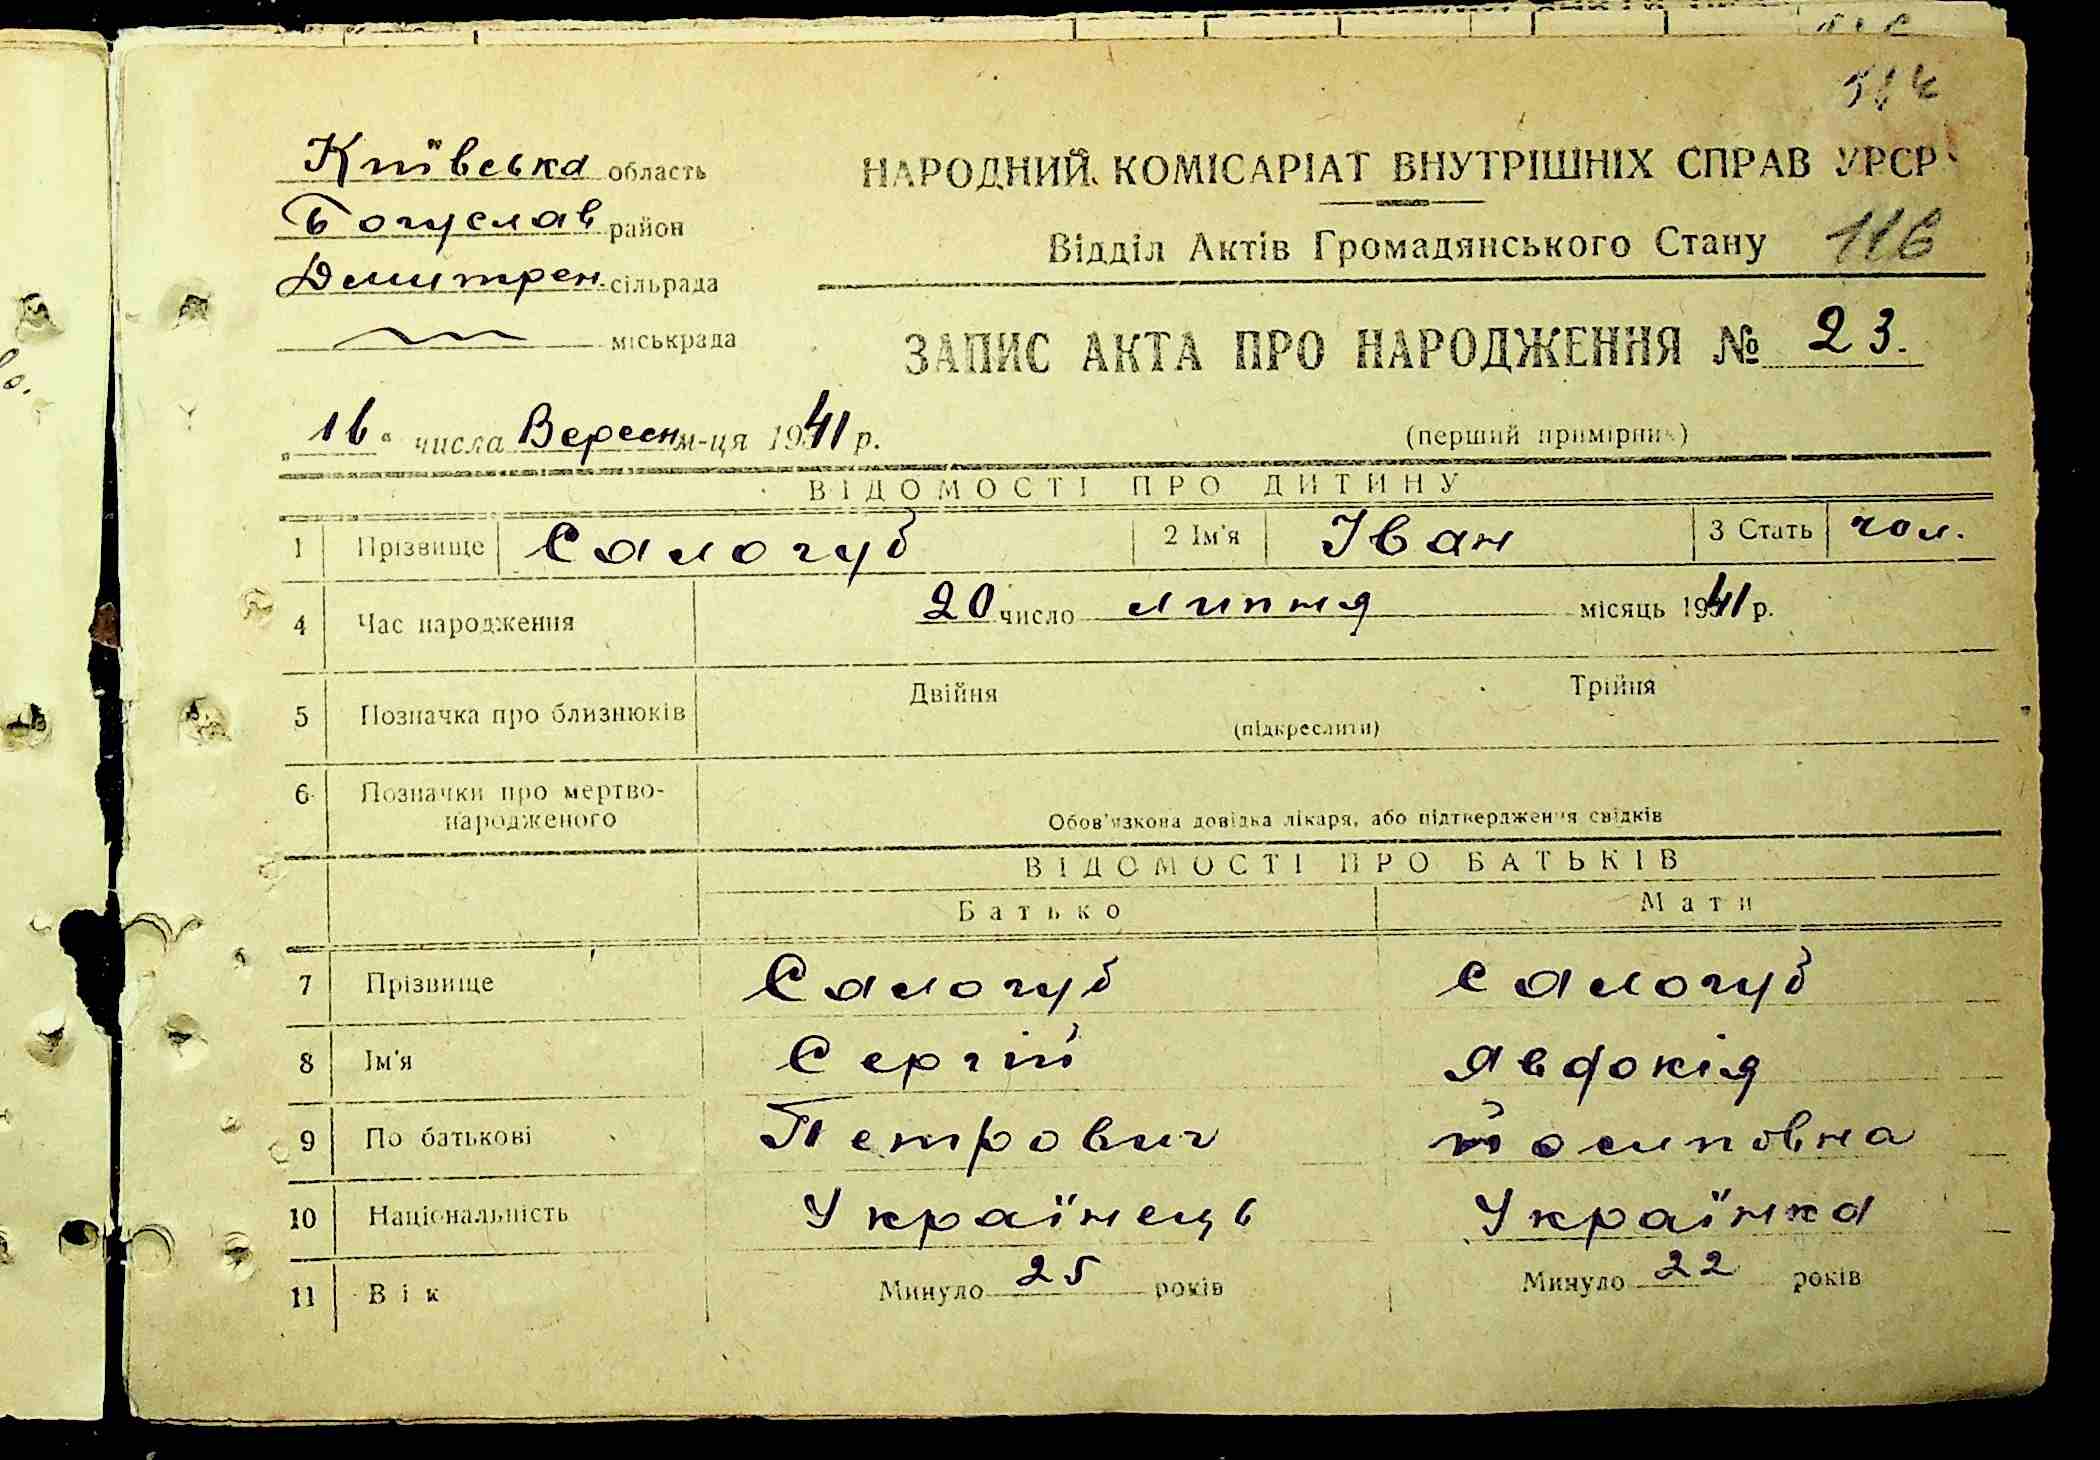 Київська область
Богуслав район
Дмитрен. сільрада
міськрада
НАРОДНИЙ КОМІСАРІАТ ВНУТРІШНІХ СПРАВ УРСР
Відділ Актів Громадянського Стану 116
ЗАПИС АКТА ПРО НАРОДЖЕННЯ № 23.
„16“ числа Вересн м-ця 1941 р. (перший примірник)
ВІДОМОСТІ ПРО ДИТИНУ
1 Прізвище Салогуб 2 Ім'я Іван 3 Стать чол.
4 Час народження 20 число липня місяць 1941 р.
5 Позначка про близнюків Двійня Трійня
(підкреслити)
6 Позначки про мертво-
народженого Обов'язкова довідка лікаря, або підтвердження свідків
ВІДОМОСТІ ПРО БАТЬКІВ
Батько Мати
7 Прізвище Салогуб Салогуб
8 Ім'я Сергій Явдокія
9 По батькові Петрович Йосиповна
10 Національність Українець Українка
11 Вік Минуло 25 років Минуло 22 років